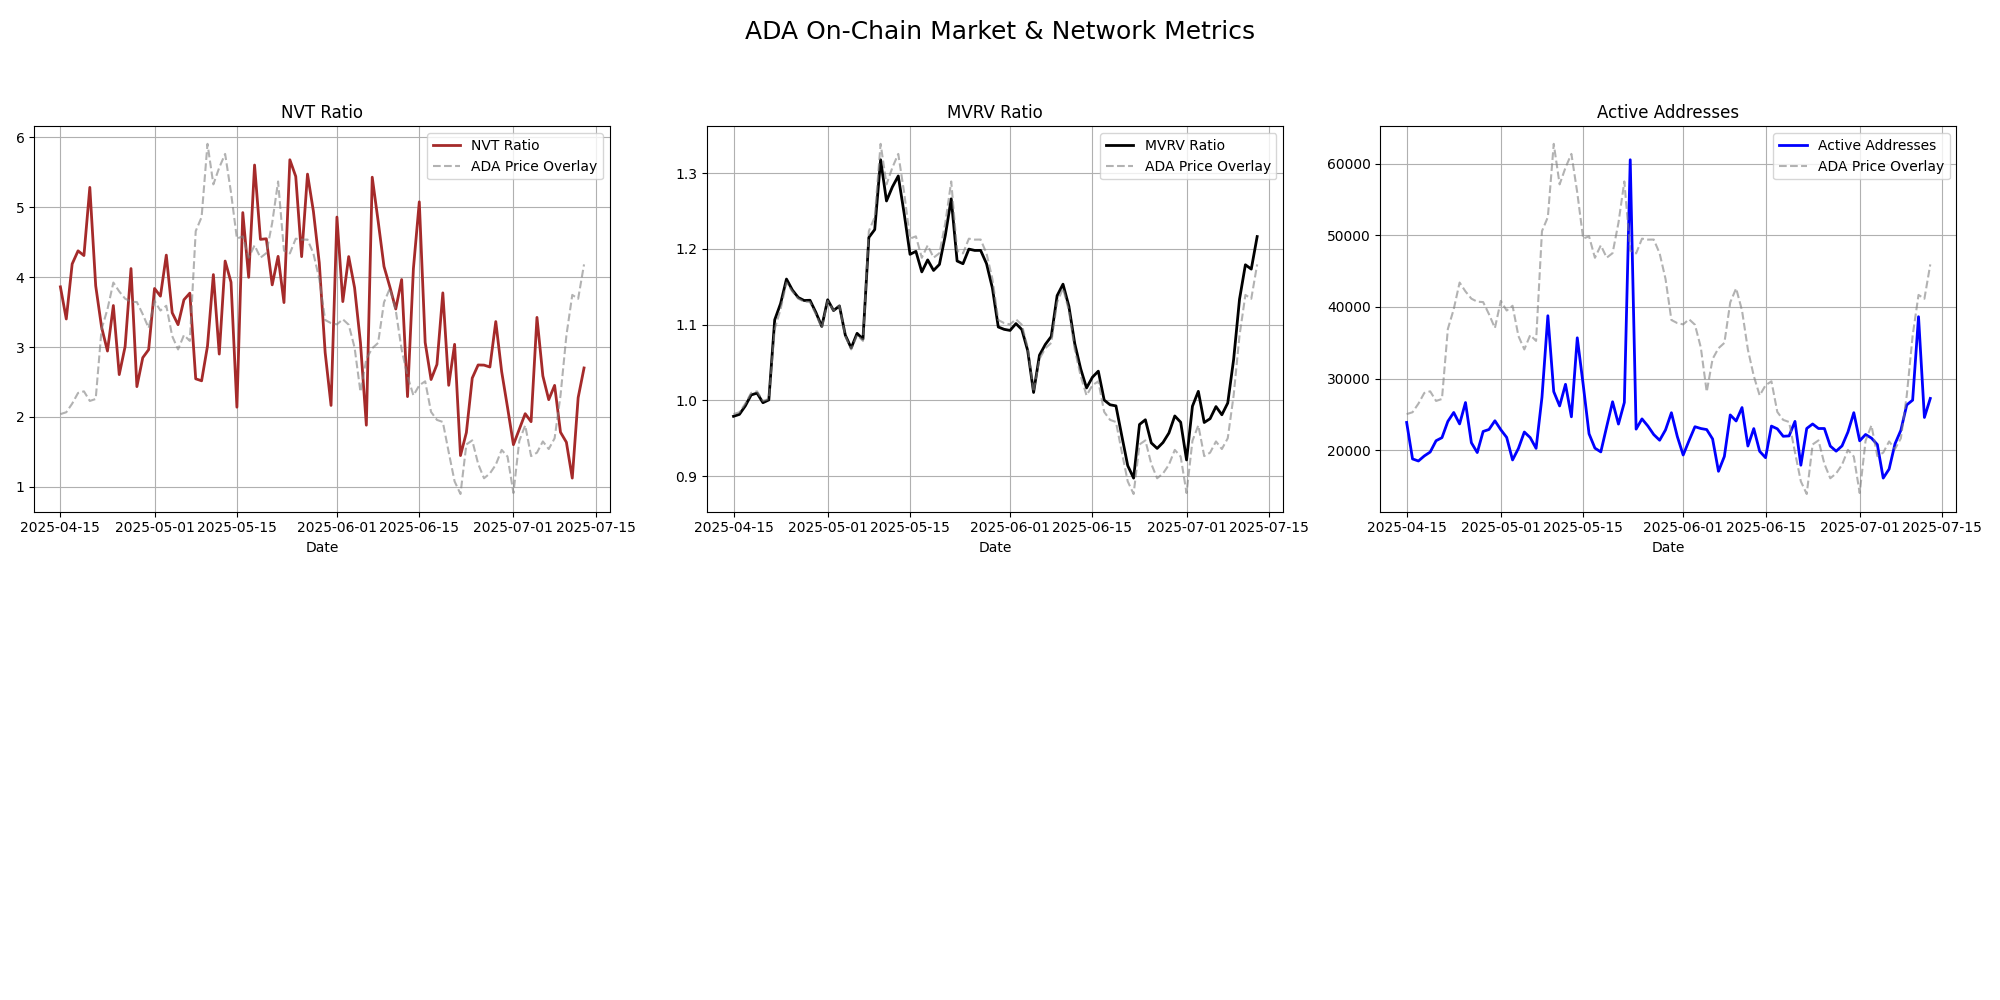 ADA On-Chain Market & Network Metrics
NVT Ratio
6
5
4
3
2
1
NVT Ratio
ADA Price Overlay
2025-04-15 2025-05-01 2025-05-15 2025-06-01 2025-06-15 2025-07-01 2025-07-15
Date
MVRV Ratio
1.3
1.2
1.1
1.0
0.9
MVRV Ratio
ADA Price Overlay
2025-04-15 2025-05-01 2025-05-15 2025-06-01 2025-06-15 2025-07-01 2025-07-15
Date
Active Addresses
60000
50000
40000
30000
20000
Active Addresses
ADA Price Overlay
2025-04-15 2025-05-01 2025-05-15 2025-06-01 2025-06-15 2025-07-01 2025-07-15
Date